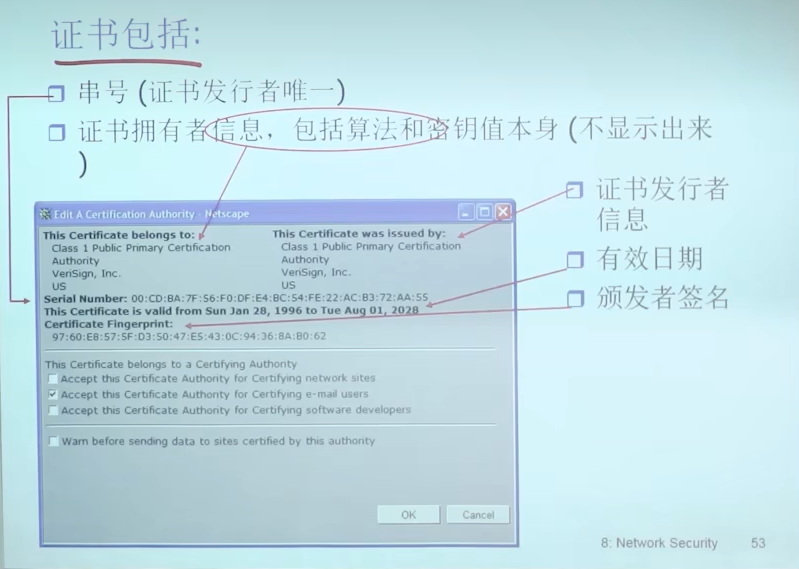 证书包括:
串号 (证书发行者唯一)
证书拥有者信息，包括算法和密钥值本身 (不显示出来
)
证书发行者
信息
有效日期
颁发者签名
Edit A Certification Authority - Netscape
This Certificate belongs to:
Class 1 Public Primary Certification
Authority
VeriSign, Inc.
US
This Certificate was issued by:
Class 1 Public Primary Certification
Authority
VeriSign, Inc.
US
Serial Number: 00:CD:BA:7F:56:F0:DF:E4:BC:54:FE:22:AC:B3:72:AA:55
This Certificate is valid from Sun Jan 28, 1996 to Tue Aug 01, 2028
Certificate Fingerprint:
97:60:E8:57:5F:D3:50:47:E5:43:0C:94:36:8A:B0:62
This Certificate belongs to a Certifying Authority
Accept this Certificate Authority for Certifying network sites
Accept this Certificate Authority for Certifying e-mail users
Accept this Certificate Authority for Certifying software developers
Warn before sending data to sites certified by this authority
OK
Cancel
8: Network Security
53